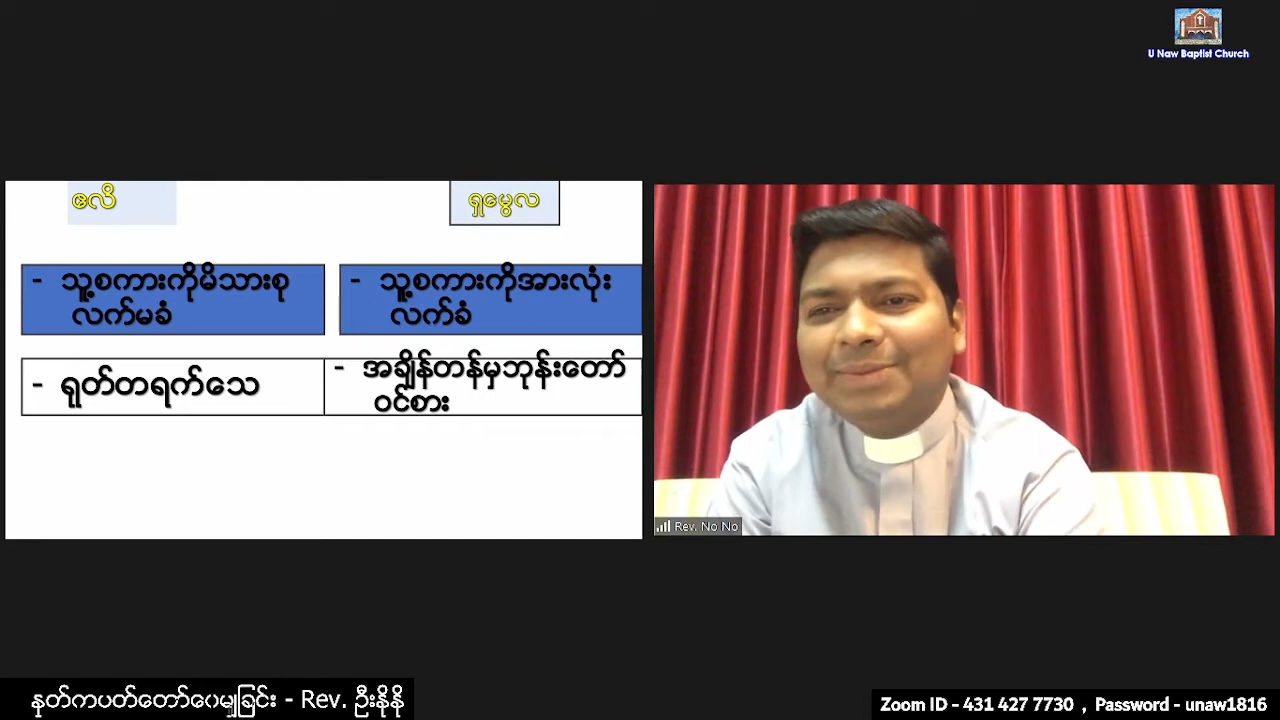 U Naw Baptist Church
ဧလိ
ရှမွေလ
- သူ့စကားကိုမိသားစု
လက်မခံ
- သူ့စကားကိုအားလုံး
လက်ခံ
- ရုတ်တရက်သေ
- အချိန်တန်မှဘုန်းတော်
ဝင်စား
Rev. No No
နှုတ်ကပတ်တော်ဝေမျှခြင်း - Rev. ဦးနိုနို
Zoom ID - 431 427 7730 , Password - unaw1816